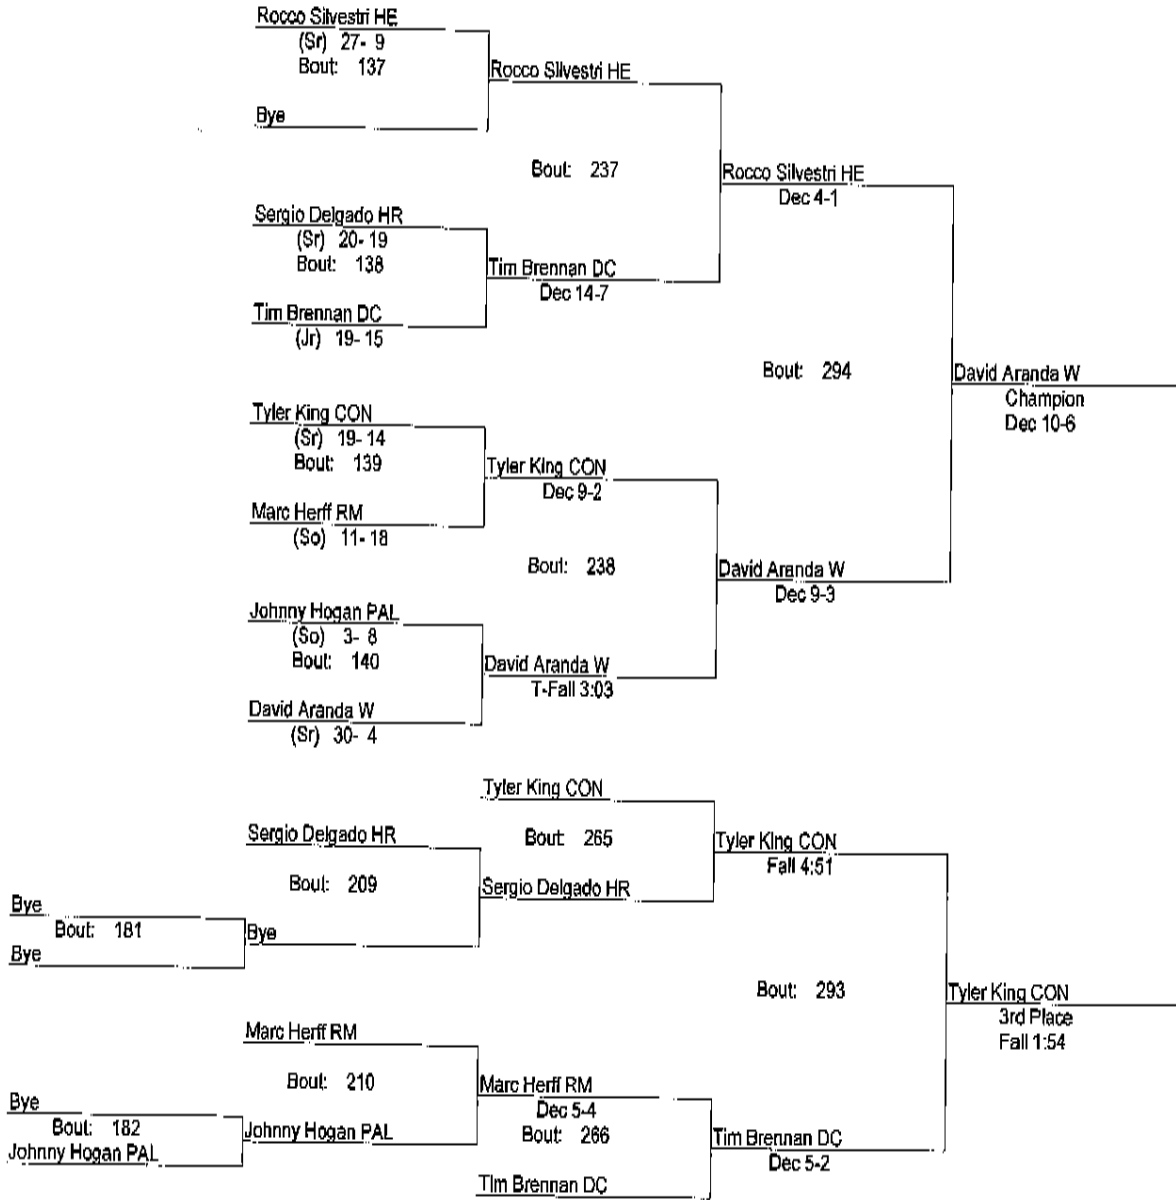 Rocco Silvestri HE
(Sr) 27- 9
Bout: 137
Rocco Silvestri HE
Bye
Bout: 237
Rocco Silvestri HE
Dec 4-1
Sergio Delgado HR
(Sr) 20- 19
Bout: 138
Tim Brennan DC
Dec 14-7
Tim Brennan DC
(Jr) 19- 15
Bout: 294
David Aranda W
Champion
Dec 10-6
Tyler King CON
(Sr) 19- 14
Bout: 139
Tyler King CON
Dec 9-2
Marc Herff RM
(So) 11- 18
Bout: 238
David Aranda W
Dec 9-3
Johnny Hogan PAL
(So) 3- 8
Bout: 140
David Aranda W
T-Fall 3:03
David Aranda W
(Sr) 30- 4
Tyler King CON
Bout: 265
Tyler King CON
Fall 4:51
Sergio Delgado HR
Bout: 209
Sergio Delgado HR
Bye
Bout: 181
Bye
Bye
Bout: 293
Tyler King CON
3rd Place
Fall 1:54
Marc Herff RM
Bout: 210
Marc Herff RM
Dec 5-4
Bye
Bout: 182
Johnny Hogan PAL
Johnny Hogan PAL
Bout: 266
Tim Brennan DC
Dec 5-2
Tim Brennan DC